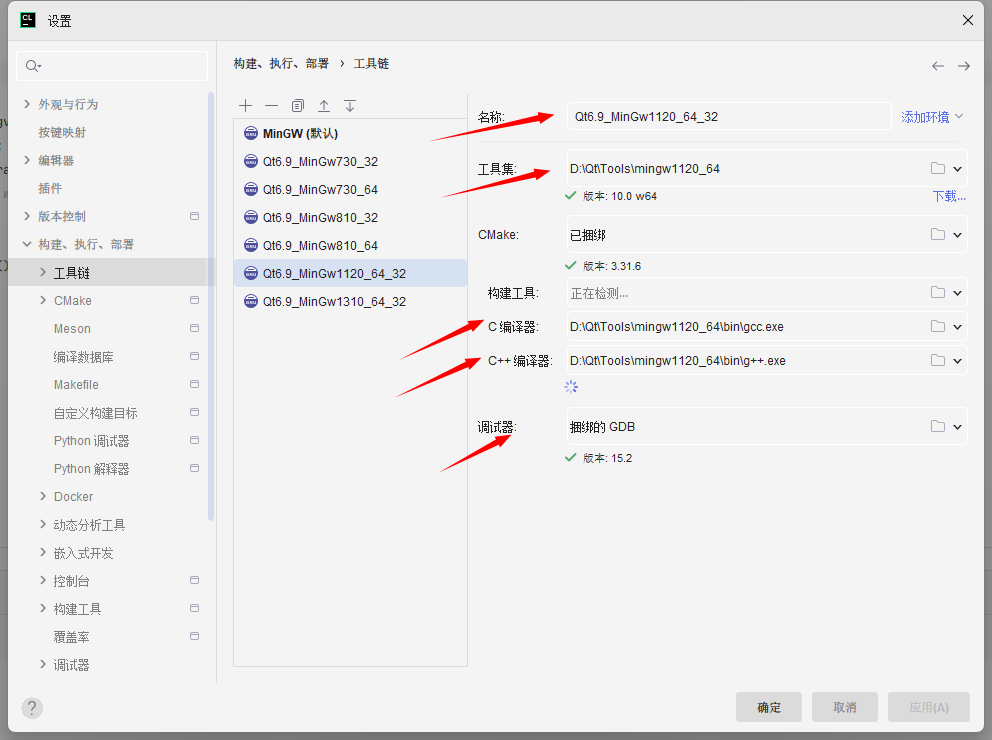 CL 设置
构建、执行、部署 › 工具链
外观与行为
按键映射
编辑器
插件
版本控制
构建、执行、部署
工具链
CMake
Meson
编译数据库
Makefile
自定义构建目标
Python 调试器
Python 解释器
Docker
动态分析工具
嵌入式开发
控制台
构建工具
覆盖率
调试器
MinGW (默认)
Qt6.9_MinGw730_32
Qt6.9_MinGw730_64
Qt6.9_MinGw810_32
Qt6.9_MinGw810_64
Qt6.9_MinGw1120_64_32
Qt6.9_MinGw1310_64_32
名称: Qt6.9_MinGw1120_64_32 添加环境
工具集: D:\Qt\Tools\mingw1120_64
版本: 10.0 w64 下载...
CMake: 已捆绑
版本: 3.31.6
构建工具: 正在检测...
C 编译器: D:\Qt\Tools\mingw1120_64\bin\gcc.exe
C++ 编译器: D:\Qt\Tools\mingw1120_64\bin\g++.exe
调试器: 捆绑的 GDB
版本: 15.2
? 确定 取消 应用(A)